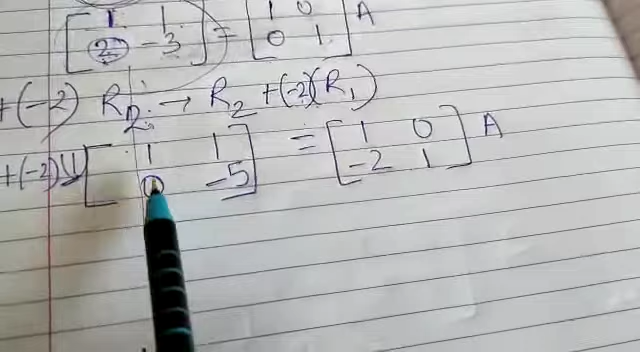 [1 1 2 -3] = [1 0 0 1] A
+(-2) R2 → R2 +(-2)(R1)
+(-2)(1) [1 1 0 -5] = [1 0 -2 1] A